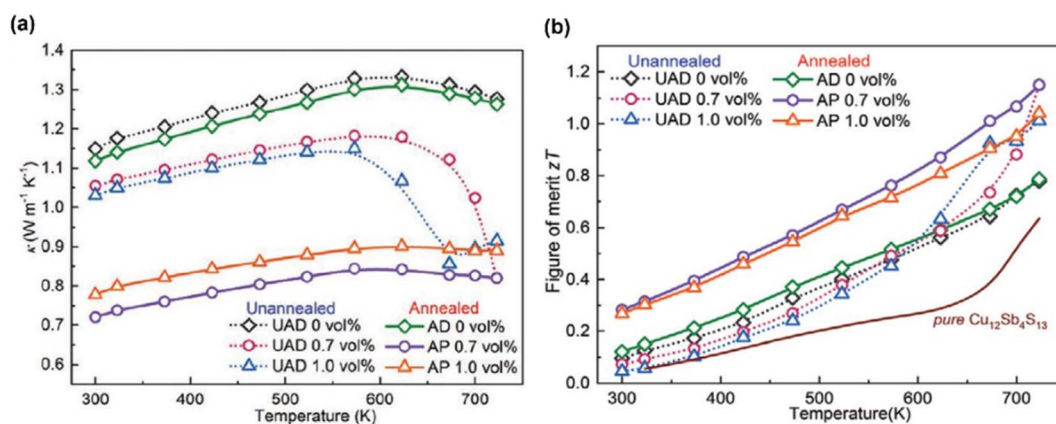 (a)
1.4
1.3
1.2
1.1
1.0
0.9
0.8
0.7
0.6
κ (W m⁻¹ K⁻¹)
Unannealed Annealed
UAD 0 vol% AD 0 vol%
UAD 0.7 vol% AP 0.7 vol%
UAD 1.0 vol% AP 1.0 vol%
300 400 500 600 700
Temperature (K)
(b)
1.2
1.0
0.8
0.6
0.4
0.2
0.0
Figure of merit zT
Unannealed Annealed
UAD 0 vol% AD 0 vol%
UAD 0.7 vol% AP 0.7 vol%
UAD 1.0 vol% AP 1.0 vol%
pure Cu₁₂Sb₄S₁₃
300 400 500 600 700
Temperature(K)